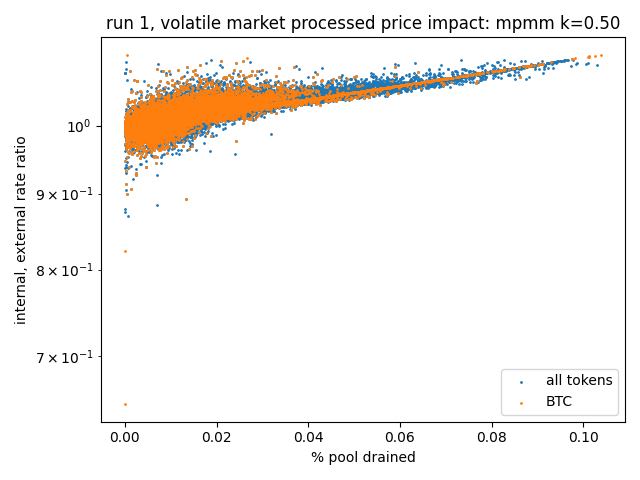 run 1, volatile market processed price impact: mpmm k=0.50
internal, external rate ratio
10⁰
9 × 10⁻¹
8 × 10⁻¹
7 × 10⁻¹
0.00 0.02 0.04 0.06 0.08 0.10
% pool drained
all tokens
BTC